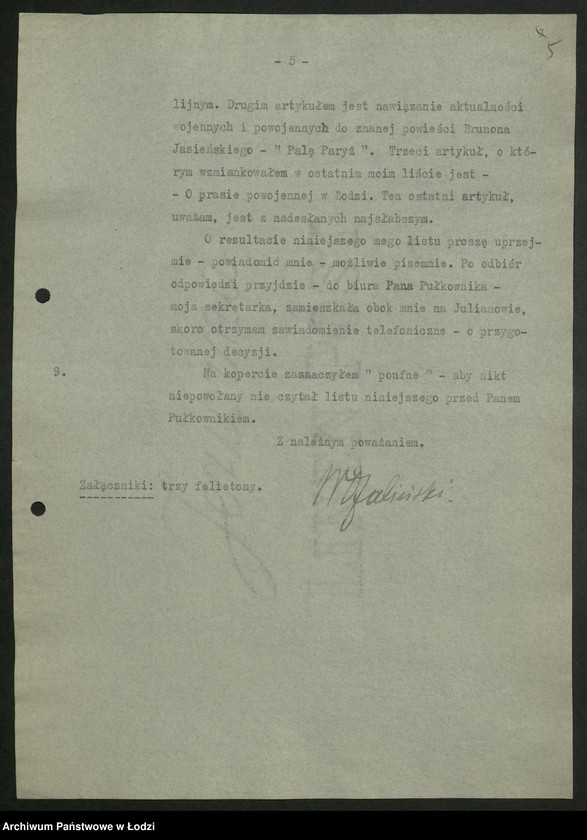 5
- 5 -
lijnym. Drugim artykułem jest nawiązanie aktualności
wojennych i powojennych do znanej powieści Brunona
Jasieńskiego - " Palę Paryż ". Trzeci artykuł, o któ-
rym wzmiankowałem w ostatnim moim liście jest -
- O prasie powojennej w Łodzi. Ten ostatni artykuł,
uważam, jest z nadesłanych najsłabszym.
O rezultacie niniejszego mego listu proszę uprzej-
mie - powiadomić mnie - możliwie pisemnie. Po odbiór
odpowiedzi przyjdzie - do biura Pana Pułkownika -
moja sekretarka, zamieszkała obok mnie na Julianowie,
skoro otrzymam zawiadomienie telefoniczne - o przygo-
towanej decyzji.
9. Na kopercie zaznaczyłem " poufne " - aby nikt
niepowołany nie czytał listu niniejszego przed Panem
Pułkownikiem.
Z należnym poważaniem.
Załączniki: trzy felietony.
Archiwum Państwowe w Łodzi